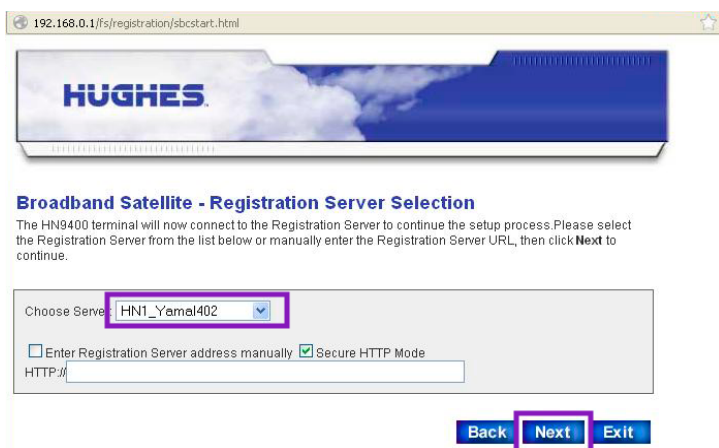 192.168.0.1/fs/registration/sbcstart.html
HUGHES.
Broadband Satellite - Registration Server Selection
The HN9400 terminal will now connect to the Registration Server to continue the setup process.Please select
the Registration Server from the list below or manually enter the Registration Server URL, then click Next to
continue.
Choose Server: HN1_Yamal402
Enter Registration Server address manually Secure HTTP Mode
HTTP://
Back Next Exit